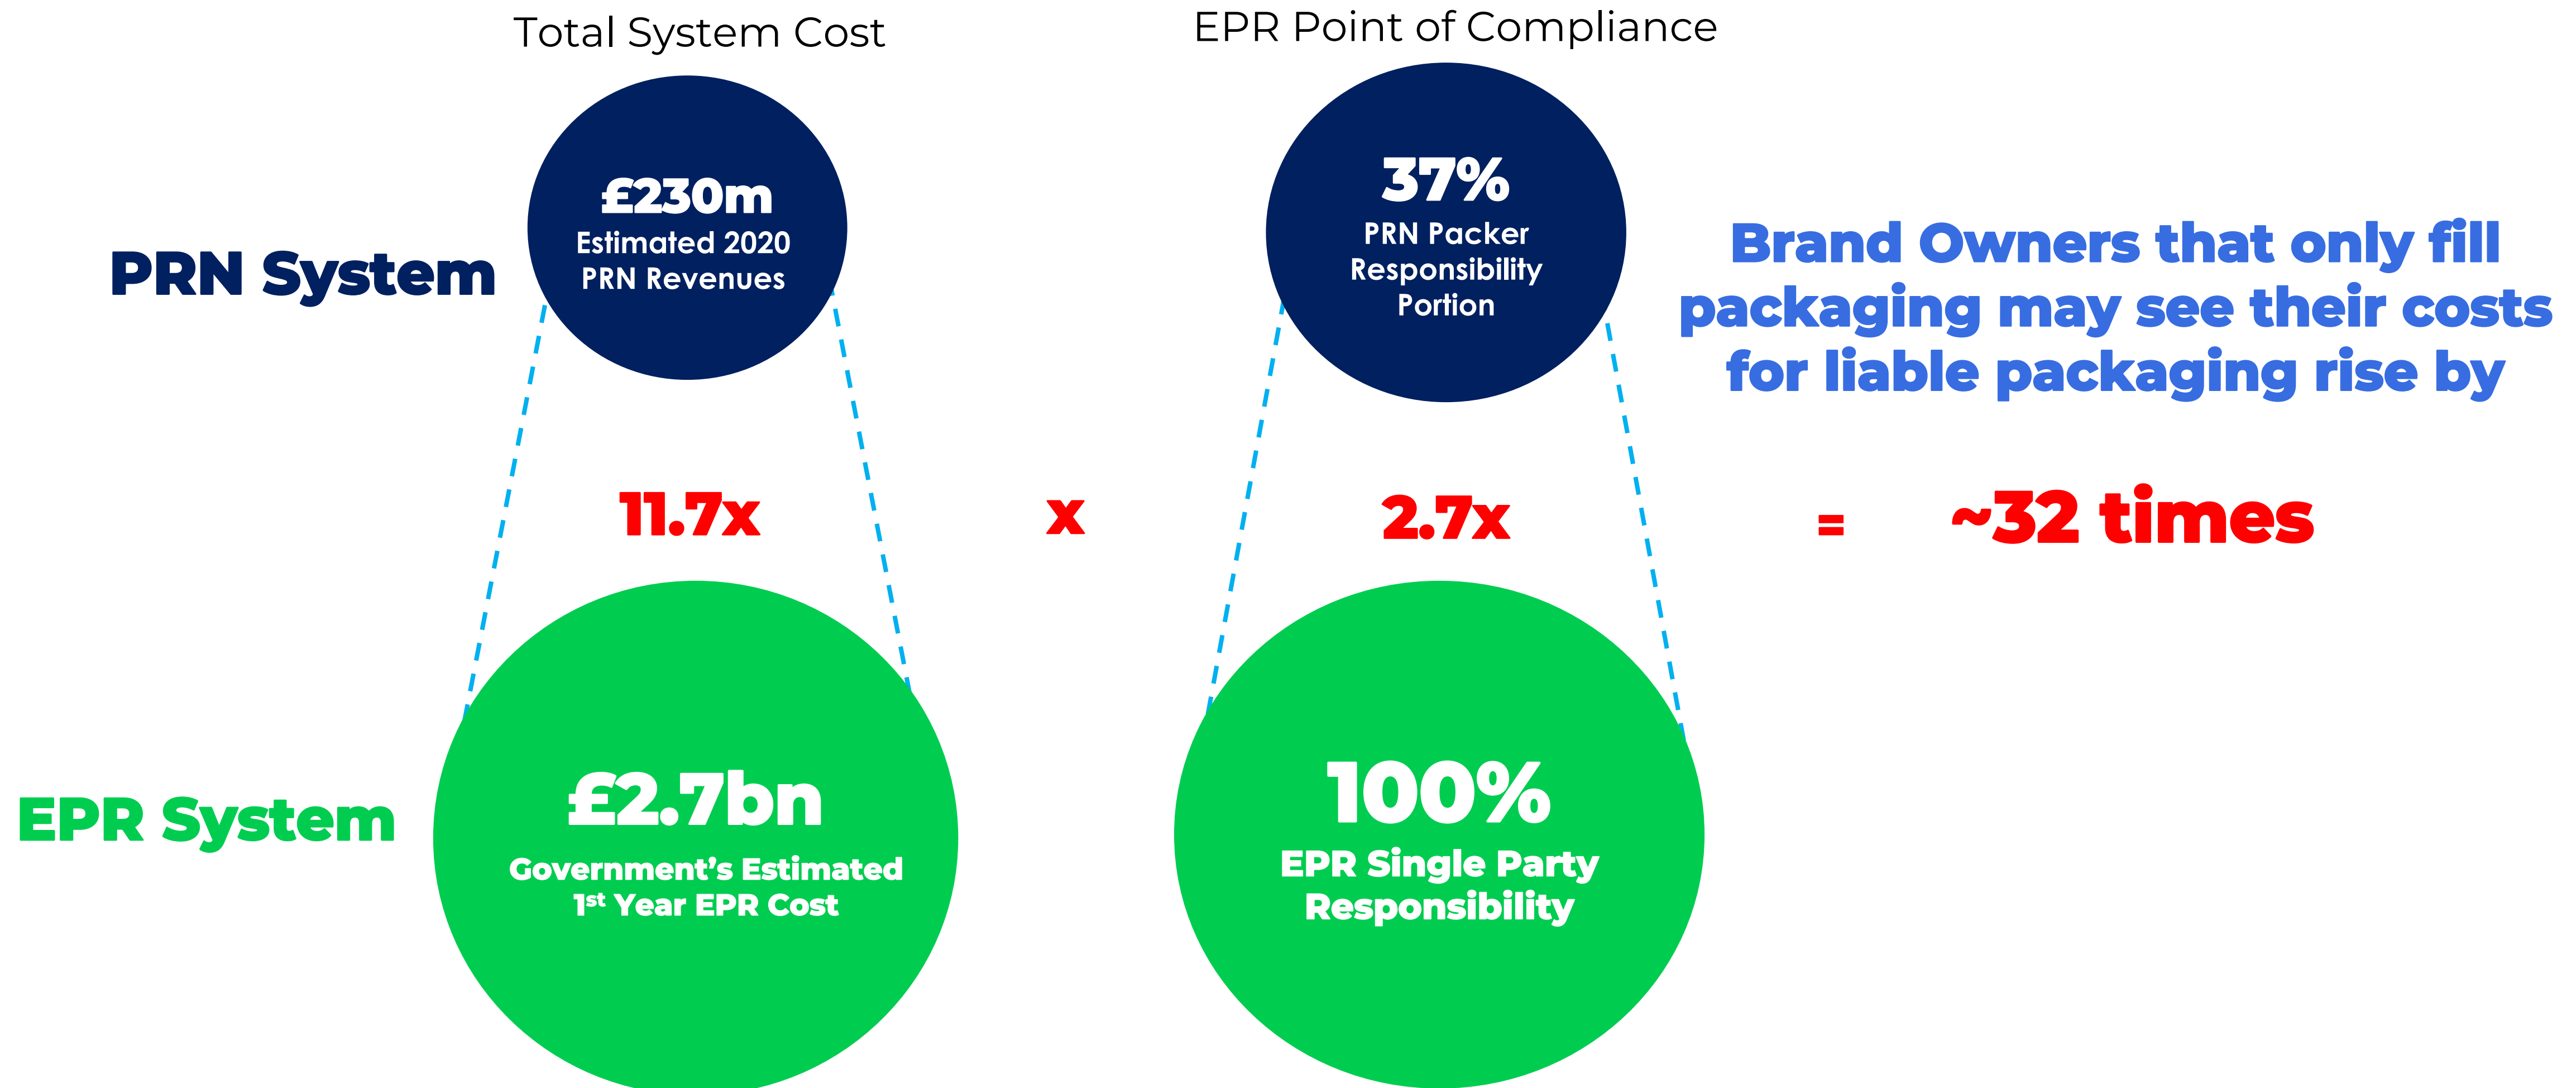 Total System Cost
EPR Point of Compliance
PRN System
£230m
Estimated 2020
PRN Revenues
37%
PRN Packer
Responsibility
Portion
Brand Owners that only fill
packaging may see their costs
for liable packaging rise by
11.7x
x
2.7x
=
~32 times
EPR System
£2.7bn
Government’s Estimated
1st Year EPR Cost
100%
EPR Single Party
Responsibility